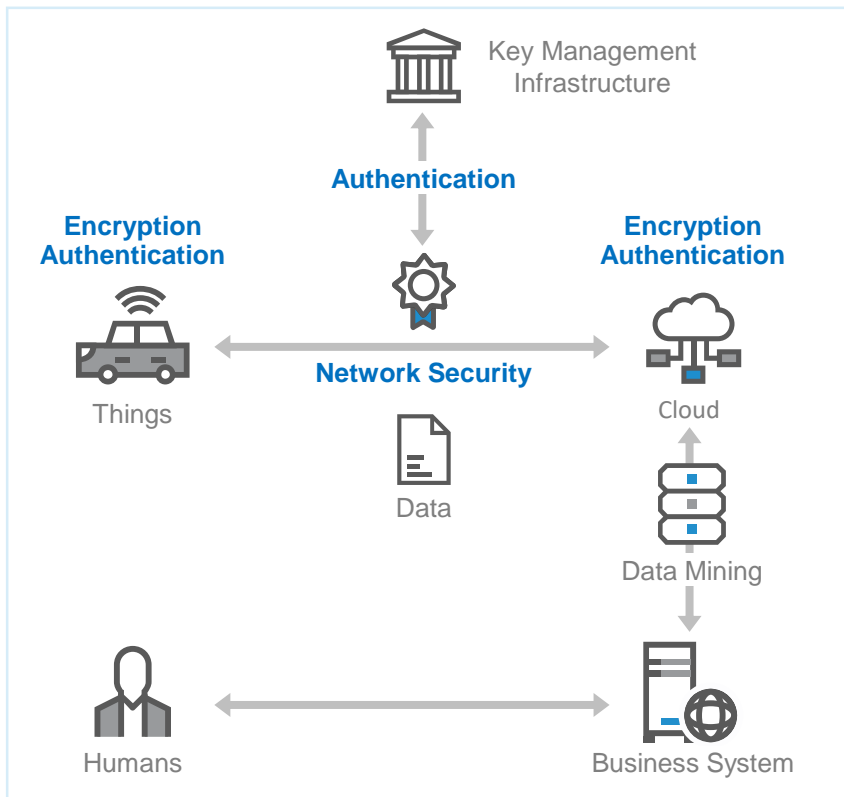 Key Management
Infrastructure
Authentication
Encryption
Authentication
Encryption
Authentication
Network Security
Things
Cloud
Data
Data Mining
Humans
Business System